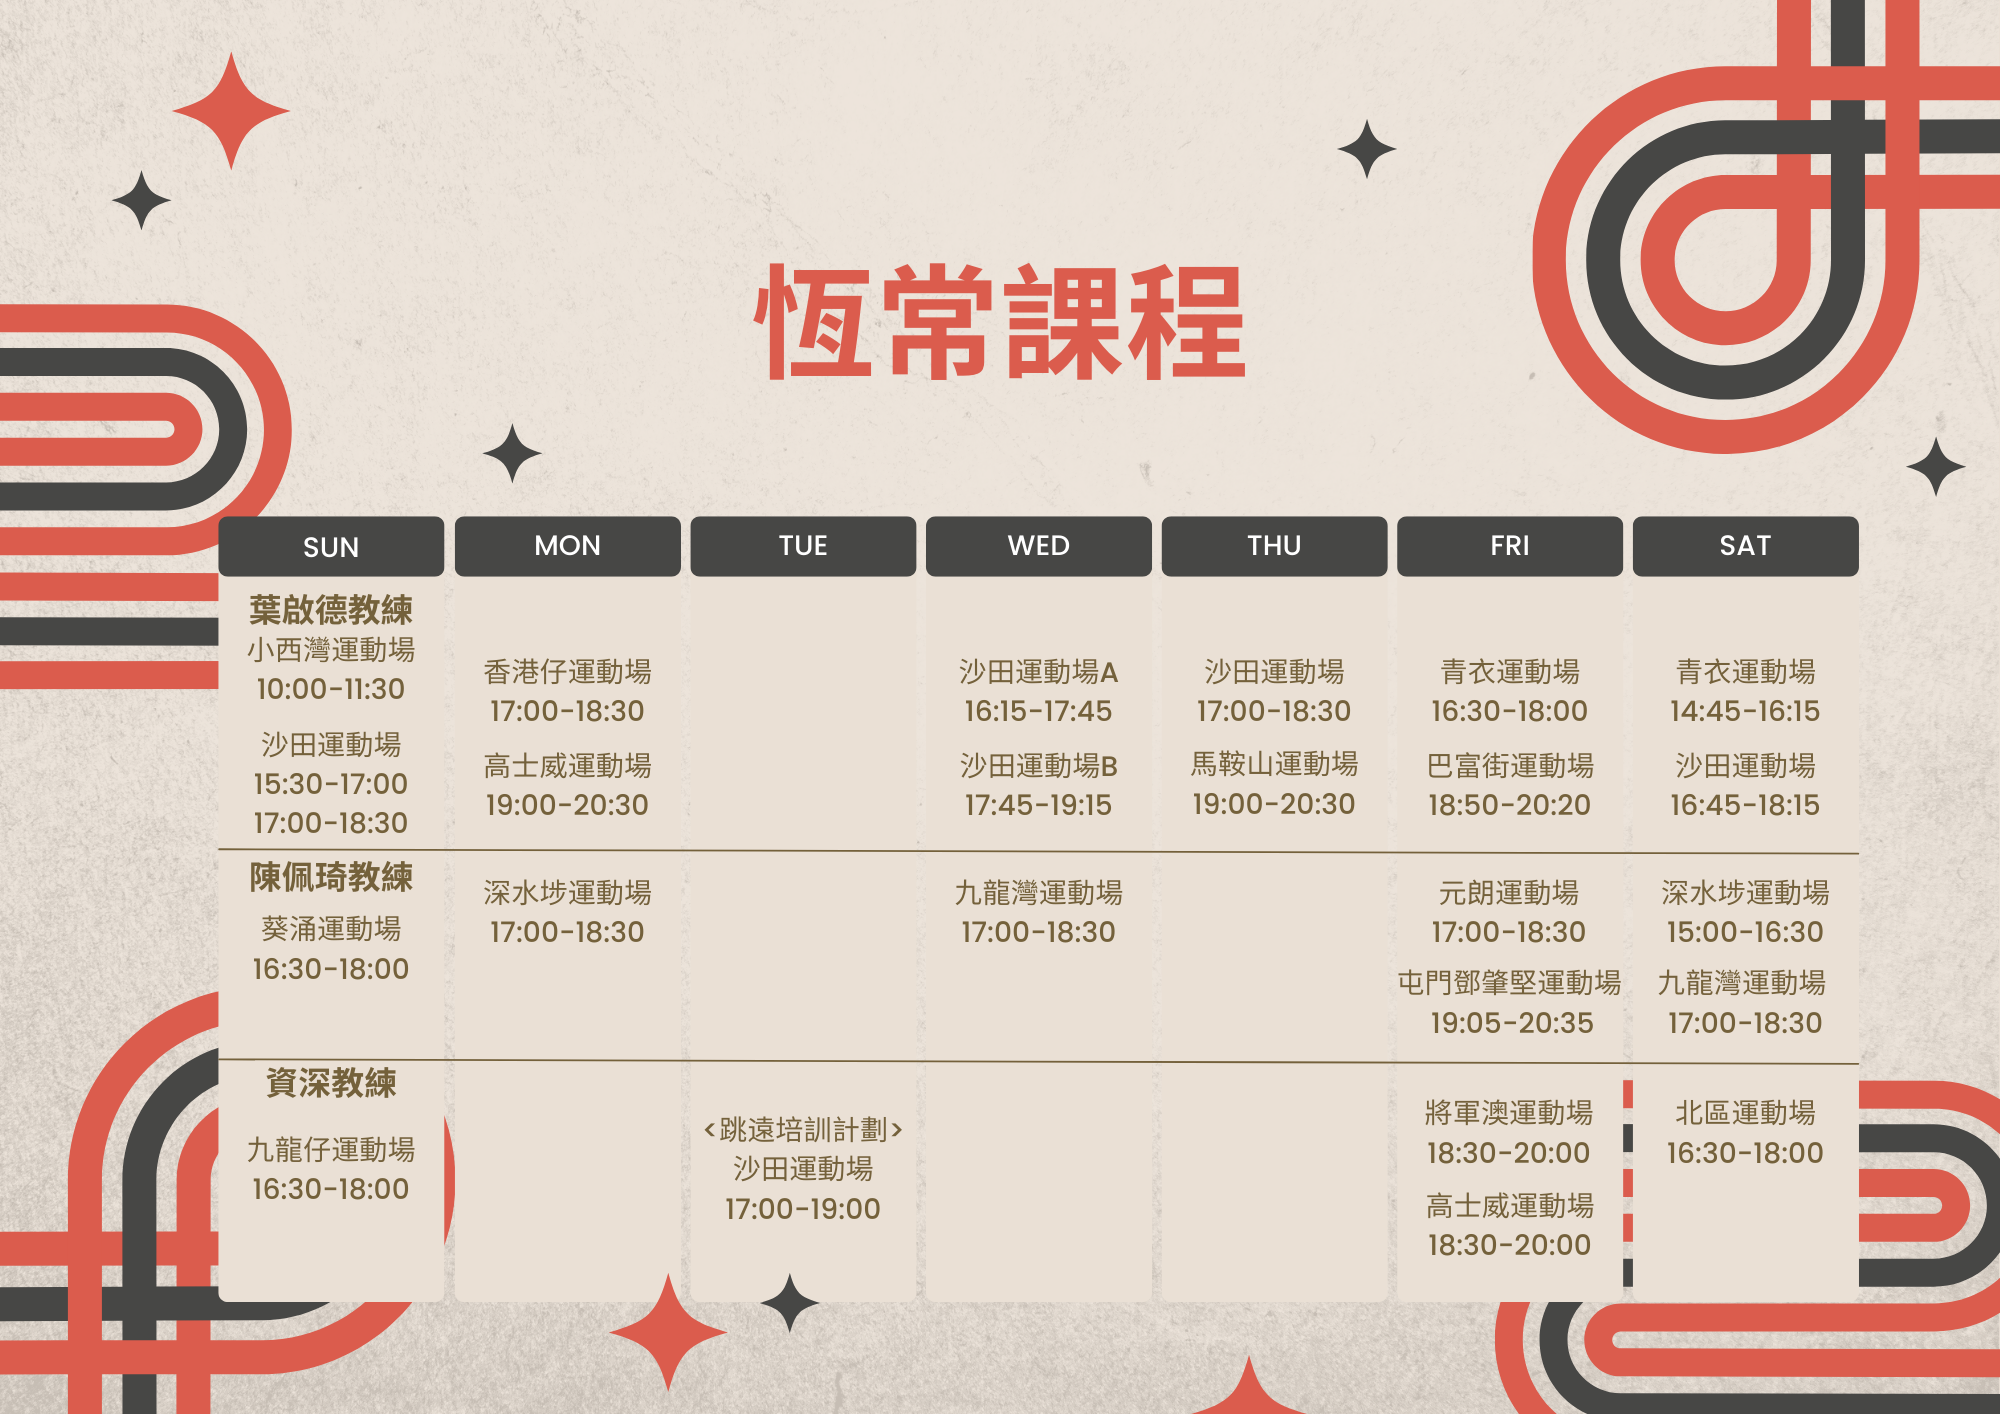 恆常課程
SUN
MON
TUE
WED
THU
FRI
SAT
葉啟德教練
小西灣運動場
10:00-11:30
沙田運動場
15:30-17:00
17:00-18:30
香港仔運動場
17:00-18:30
高士威運動場
19:00-20:30
沙田運動場A
16:15-17:45
沙田運動場B
17:45-19:15
沙田運動場
17:00-18:30
馬鞍山運動場
19:00-20:30
青衣運動場
16:30-18:00
巴富街運動場
18:50-20:20
青衣運動場
14:45-16:15
沙田運動場
16:45-18:15
陳佩琦教練
葵涌運動場
16:30-18:00
深水埗運動場
17:00-18:30
九龍灣運動場
17:00-18:30
元朗運動場
17:00-18:30
屯門鄧肇堅運動場
19:05-20:35
深水埗運動場
15:00-16:30
九龍灣運動場
17:00-18:30
資深教練
九龍仔運動場
16:30-18:00
<跳遠培訓計劃>
沙田運動場
17:00-19:00
將軍澳運動場
18:30-20:00
高士威運動場
18:30-20:00
北區運動場
16:30-18:00